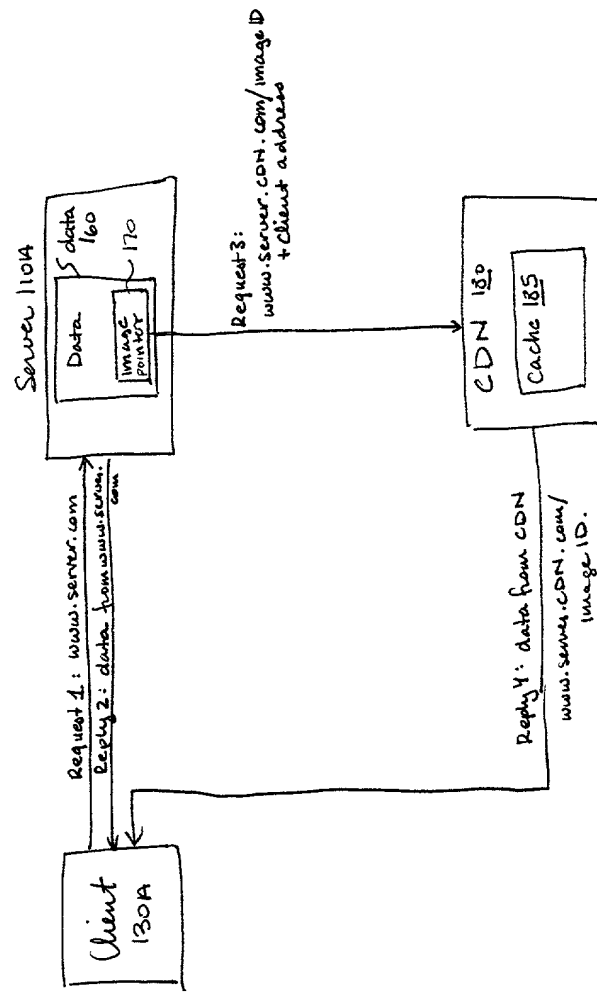 Server 110A
Data
data
160
Image
pointer
170
Request 1: www.server.com
Reply 2: data from www.server.
com
Client
130A
Request 3:
www.server.CDN.com/imageID
+ Client address
CDN 180
Cache 185
Reply 4: data from CDN
www.server.CDN.com/
Image ID.